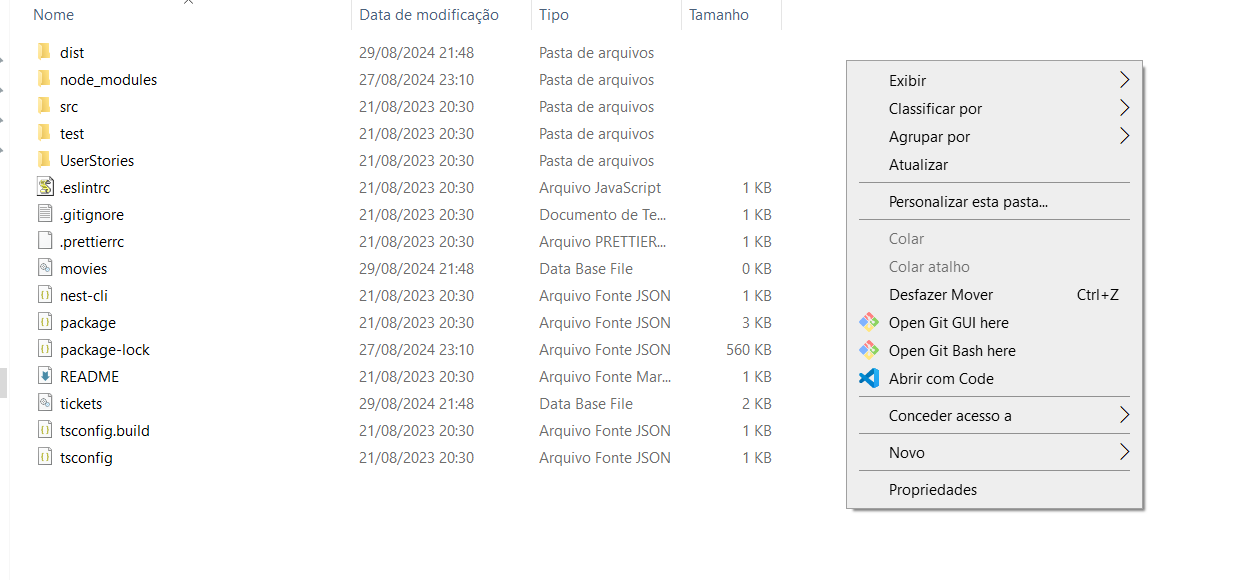 Nome Data de modificação Tipo Tamanho
dist 29/08/2024 21:48 Pasta de arquivos
node_modules 27/08/2024 23:10 Pasta de arquivos
src 21/08/2023 20:30 Pasta de arquivos
test 21/08/2023 20:30 Pasta de arquivos
UserStories 21/08/2023 20:30 Pasta de arquivos
.eslintrc 21/08/2023 20:30 Arquivo JavaScript 1 KB
.gitignore 21/08/2023 20:30 Documento de Te... 1 KB
.prettierrc 21/08/2023 20:30 Arquivo PRETTIER... 1 KB
movies 29/08/2024 21:48 Data Base File 0 KB
nest-cli 21/08/2023 20:30 Arquivo Fonte JSON 1 KB
package 21/08/2023 20:30 Arquivo Fonte JSON 3 KB
package-lock 27/08/2024 23:10 Arquivo Fonte JSON 560 KB
README 21/08/2023 20:30 Arquivo Fonte Mar... 1 KB
tickets 29/08/2024 21:48 Data Base File 2 KB
tsconfig.build 21/08/2023 20:30 Arquivo Fonte JSON 1 KB
tsconfig 21/08/2023 20:30 Arquivo Fonte JSON 1 KB
Exibir
Classificar por
Agrupar por
Atualizar
Personalizar esta pasta...
Colar
Colar atalho
Desfazer Mover Ctrl+Z
Open Git GUI here
Open Git Bash here
Abrir com Code
Conceder acesso a
Novo
Propriedades